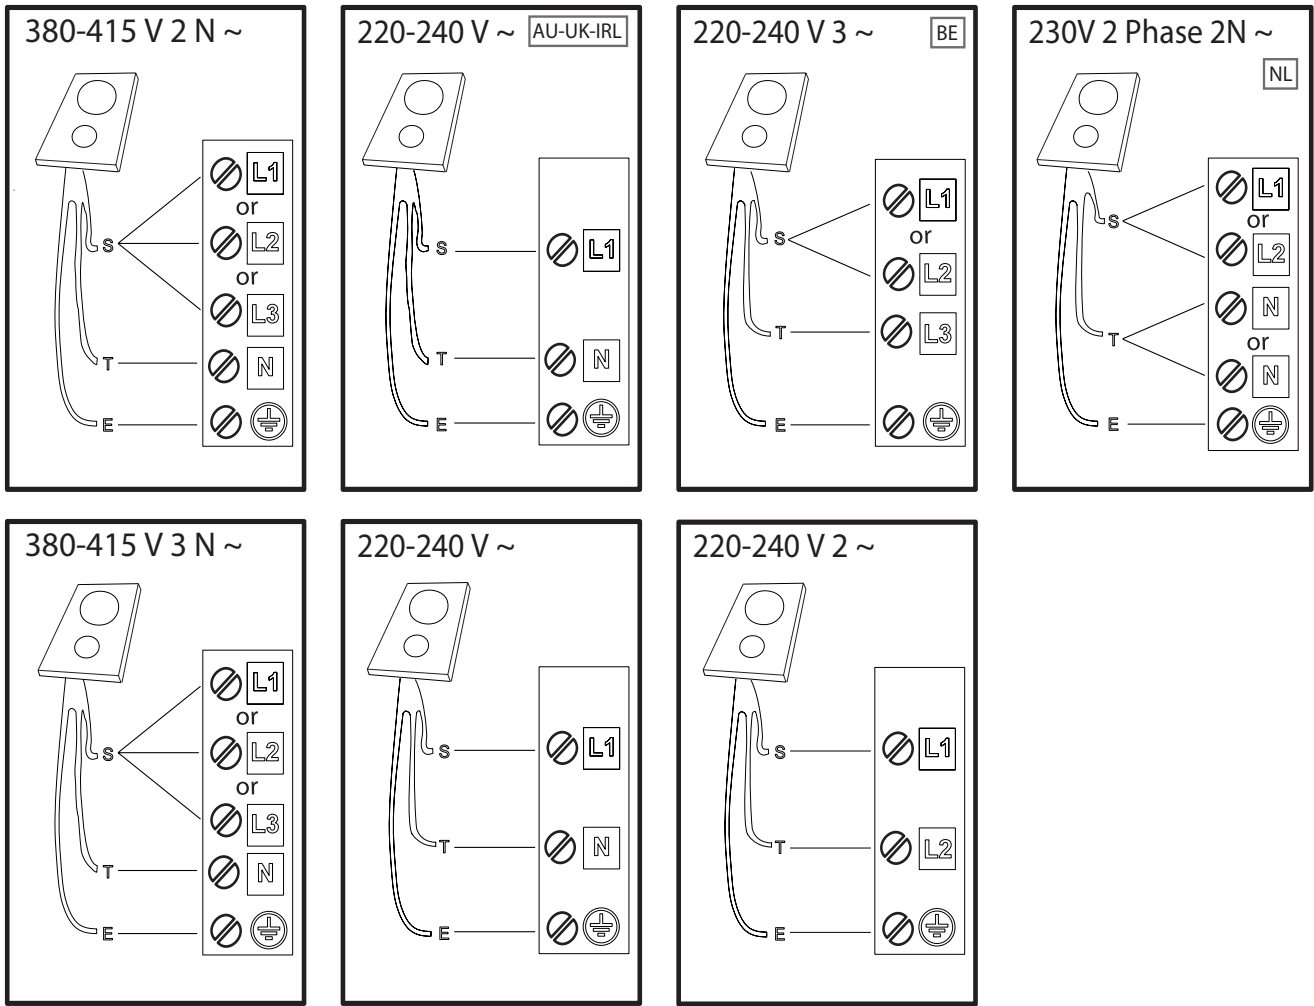 380-415 V 2 N ~
L1
or
S L2
or
L3
T N
E
220-240 V ~ AU-UK-IRL
S L1
T N
E
220-240 V 3 ~ BE
L1
S or
L2
T L3
E
230V 2 Phase 2N ~
NL
L1
S or
L2
N
T or
N
E
380-415 V 3 N ~
L1
or
S L2
or
L3
T N
E
220-240 V ~
S L1
T N
E
220-240 V 2 ~
S L1
T L2
E